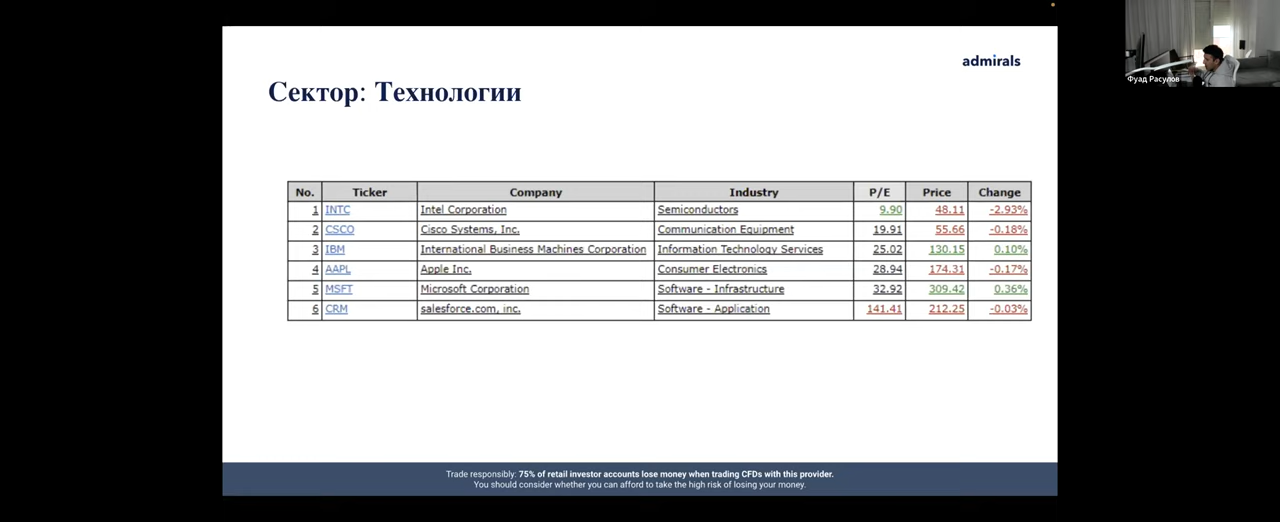 admirals
Фуад Расулов
Сектор: Технологии
No. Ticker Company Industry P/E Price Change
1 INTC Intel Corporation Semiconductors 9.90 48.11 -2.93%
2 CSCO Cisco Systems, Inc. Communication Equipment 19.91 55.66 -0.18%
3 IBM International Business Machines Corporation Information Technology Services 25.02 130.15 0.10%
4 AAPL Apple Inc. Consumer Electronics 28.94 174.31 -0.17%
5 MSFT Microsoft Corporation Software - Infrastructure 32.92 309.42 0.36%
6 CRM salesforce.com, inc. Software - Application 141.41 212.25 -0.03%
Trade responsibly: 75% of retail investor accounts lose money when trading CFDs with this provider.
You should consider whether you can afford to take the high risk of losing your money.